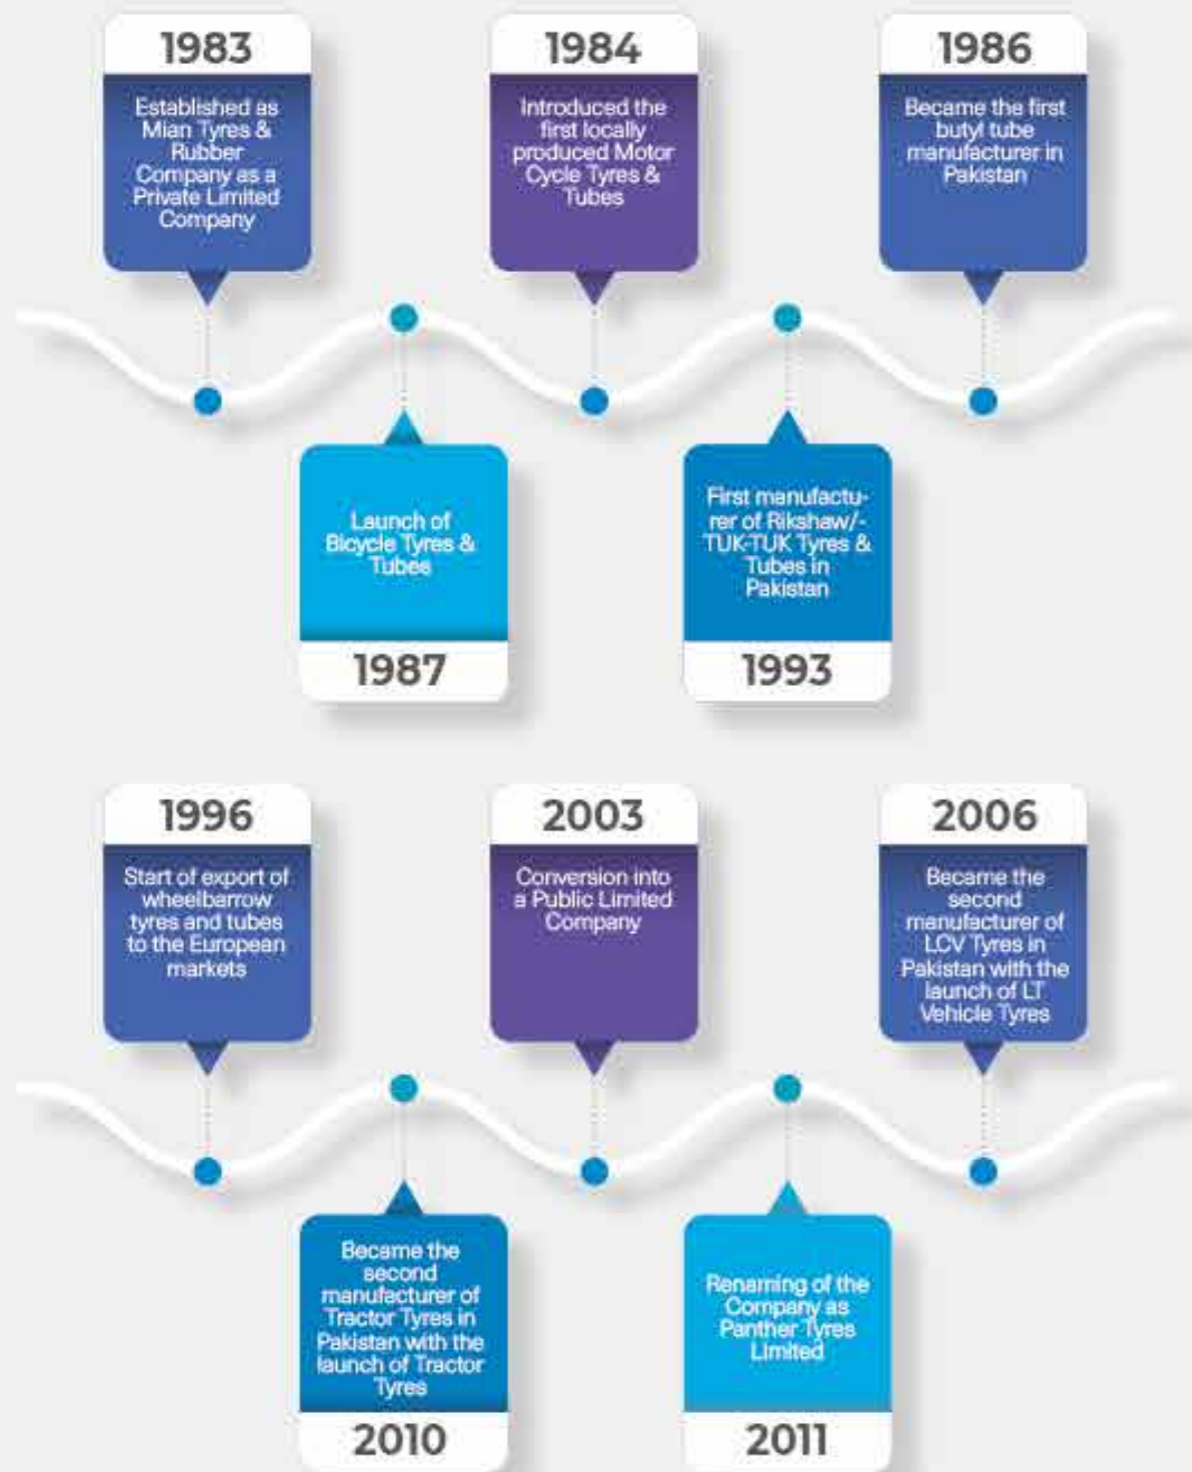 1983
Established as
Mian Tyres &
Rubber
Company as a
Private Limited
Company
1984
Introduced the
first locally
produced Motor
Cycle Tyres &
Tubes
1986
Became the first
butyl tube
manufacturer in
Pakistan
Launch of
Bicycle Tyres &
Tubes
1987
First manufactu-
rer of Rikshaw/-
TUK-TUK Tyres &
Tubes in
Pakistan
1993
1996
Start of export of
wheelbarrow
tyres and tubes
to the European
markets
2003
Conversion into
a Public Limited
Company
2006
Became the
second
manufacturer of
LCV Tyres in
Pakistan with the
launch of LT
Vehicle Tyres
Became the
second
manufacturer of
Tractor Tyres in
Pakistan with the
launch of Tractor
Tyres
2010
Renaming of the
Company as
Panther Tyres
Limited
2011